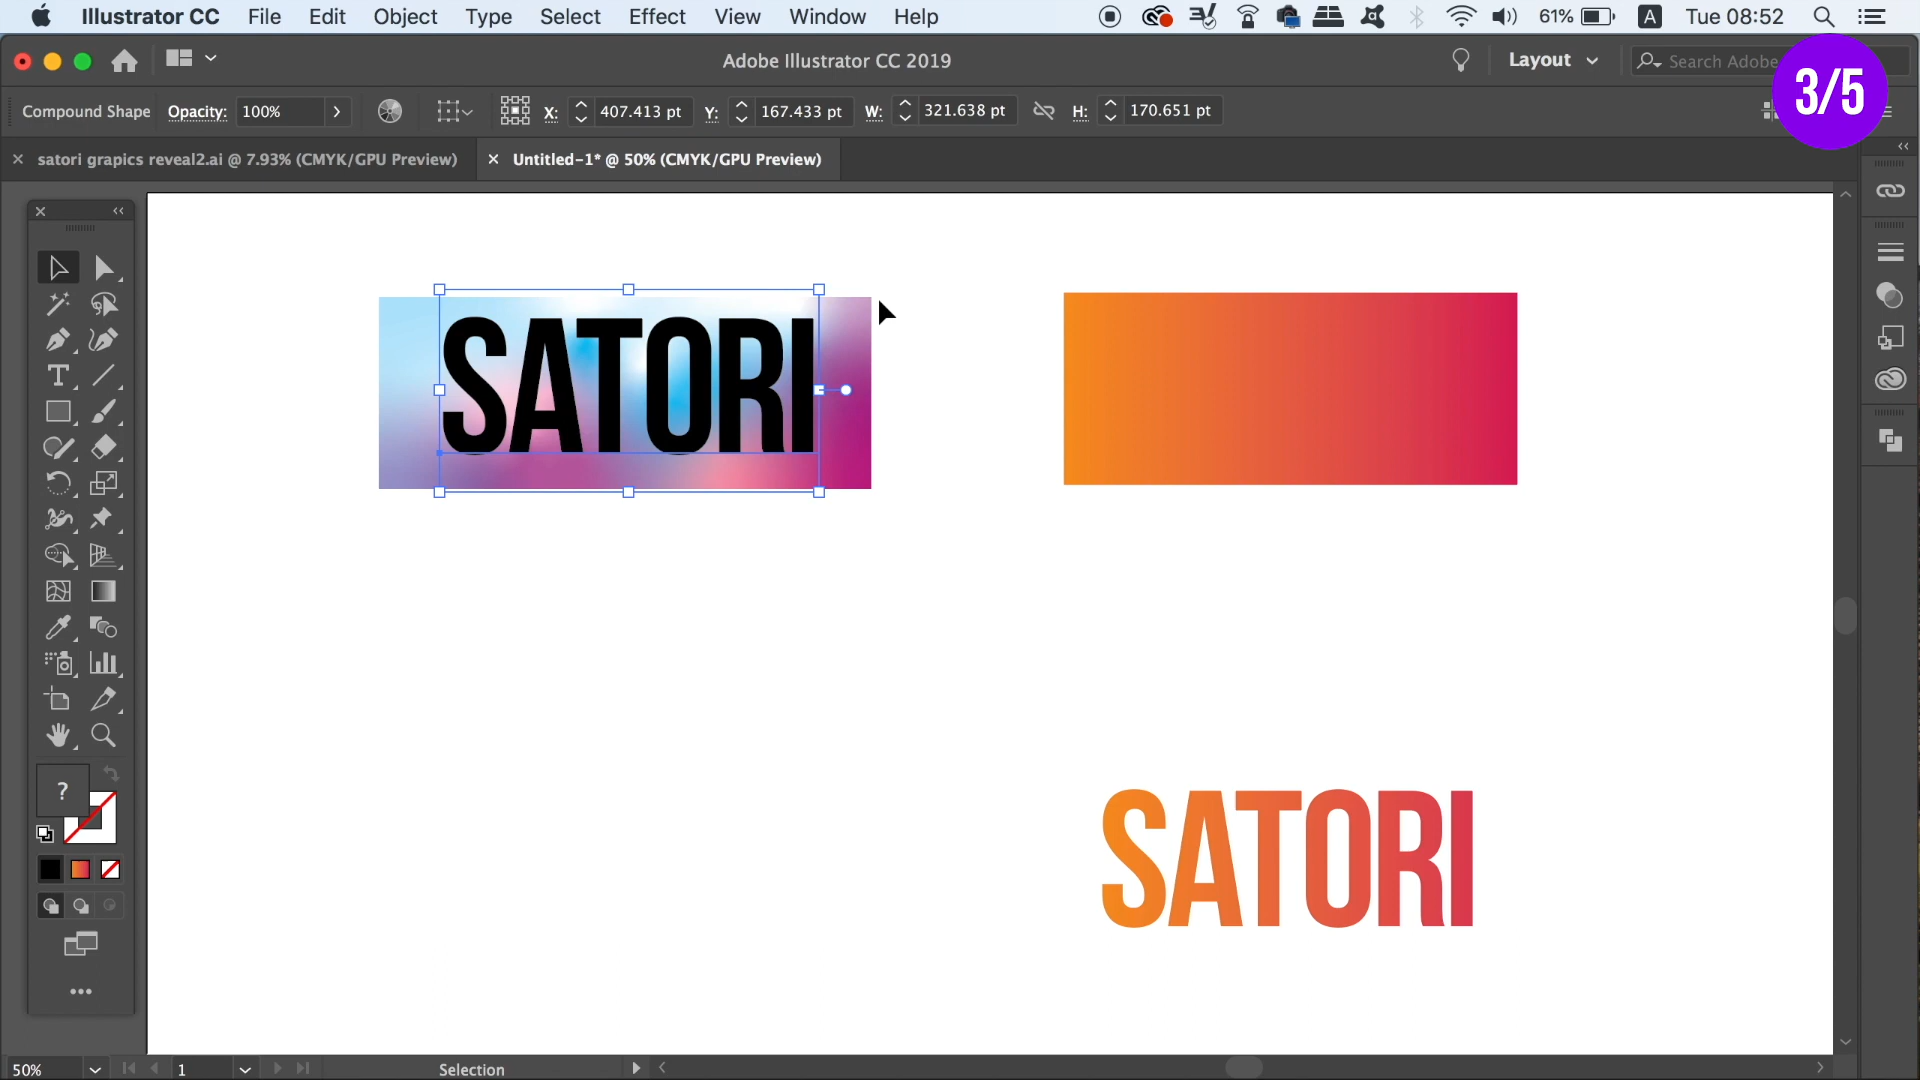 Illustrator CC File Edit Object Type Select Effect View Window Help 61% A Tue 08:52
Adobe Illustrator CC 2019 Layout Search Adobe
3/5
Compound Shape Opacity: 100% X: 407.413 pt Y: 167.433 pt W: 321.638 pt H: 170.651 pt
satori grapics reveal2.ai @ 7.93% (CMYK/GPU Preview) Untitled-1* @ 50% (CMYK/GPU Preview)
SATORI
?
SATORI
50% 1 Selection